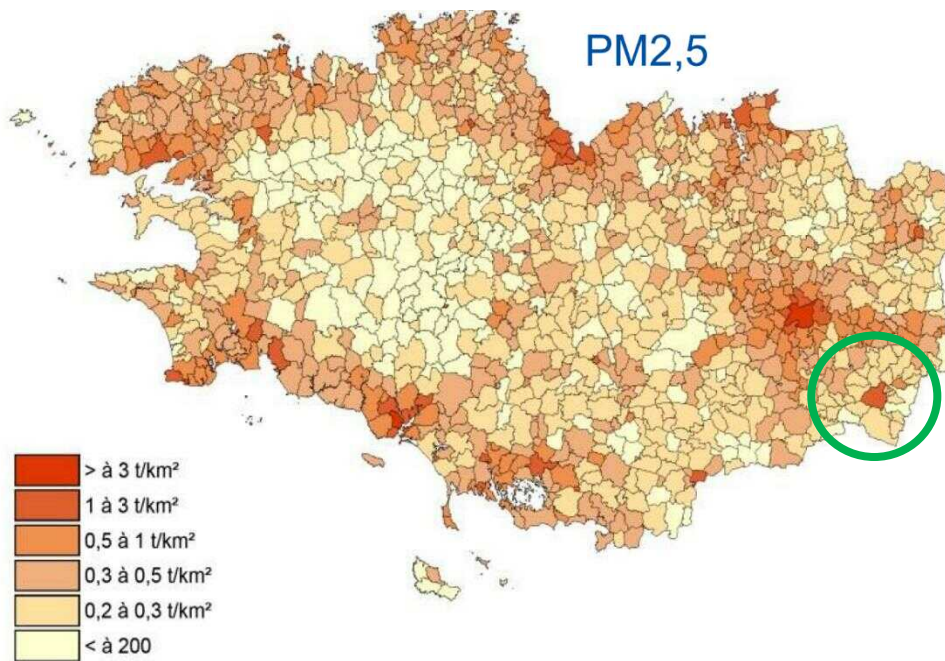 PM2,5
> à 3 t/km²
1 à 3 t/km²
0,5 à 1 t/km²
0,3 à 0,5 t/km²
0,2 à 0,3 t/km²
< à 200